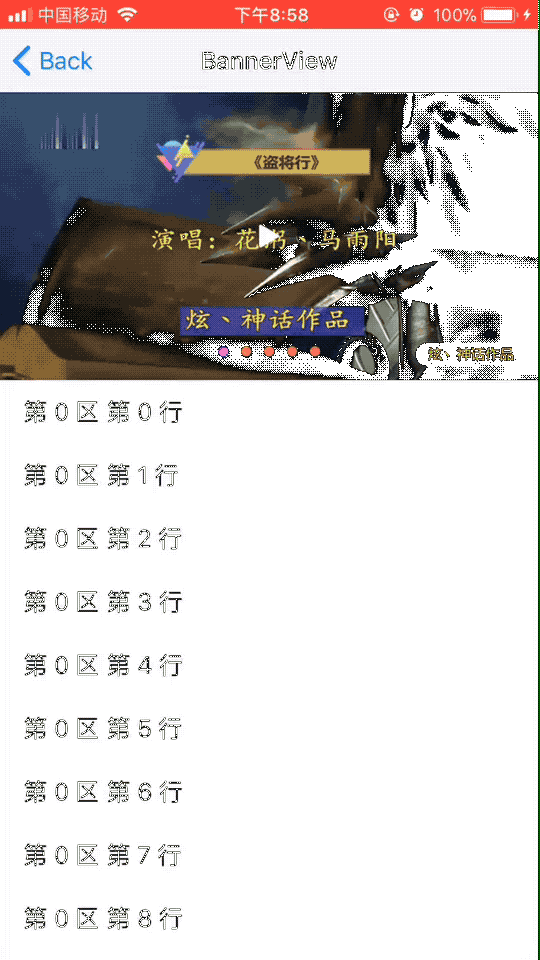 中国移动 下午8:58 100%
Back BannerView
《盗将行》
演唱：花粥、马雨阳
炫、神话作品
炫、神话作品
第 0 区 第 0 行
第 0 区 第 1 行
第 0 区 第 2 行
第 0 区 第 3 行
第 0 区 第 4 行
第 0 区 第 5 行
第 0 区 第 6 行
第 0 区 第 7 行
第 0 区 第 8 行